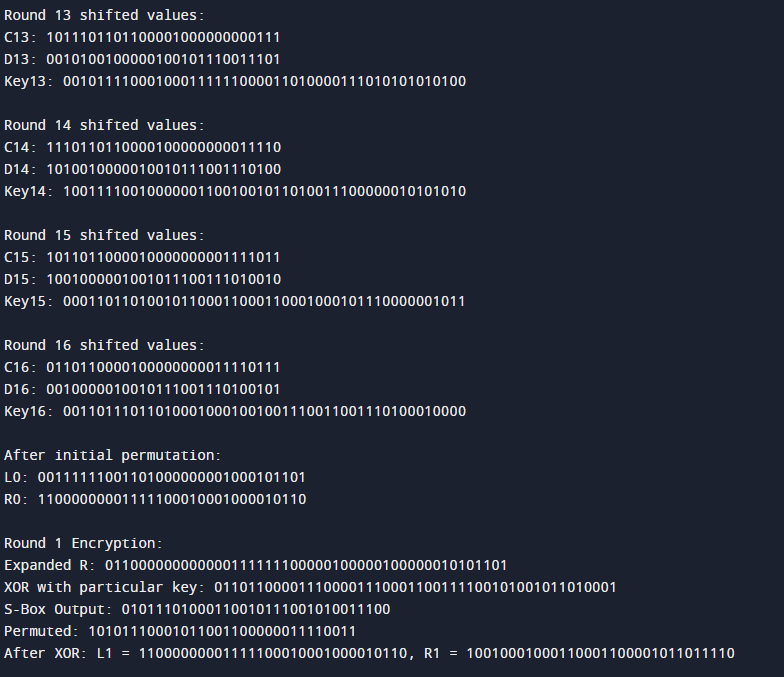 Round 13 shifted values:
C13: 1011101101100001000000000111
D13: 0010100100000100101110011101
Key13: 001011110001000111111000011010000111010101010100
Round 14 shifted values:
C14: 1110110110000100000000011110
D14: 1010010000010010111001110100
Key14: 100111100100000011001001011010011100000010101010
Round 15 shifted values:
C15: 1011011000010000000001111011
D15: 1001000001001011100111010010
Key15: 000110110100101100011000110001000101110000001011
Round 16 shifted values:
C16: 0110110000100000000011110111
D16: 0010000010010111001110100101
Key16: 001101110110100010001001001110011001110100010000
After initial permutation:
L0: 00111111001101000000001000101101
R0: 11000000001111100010001000010110
Round 1 Encryption:
Expanded R: 011000000000000111111100000100000100000010101101
XOR with particular key: 011011000011100001110001100111100101001011010001
S-Box Output: 01011101000110010111001010011100
Permuted: 10101110001011001100000011110011
After XOR: L1 = 11000000001111100010001000010110, R1 = 10010001000110001100001011011110